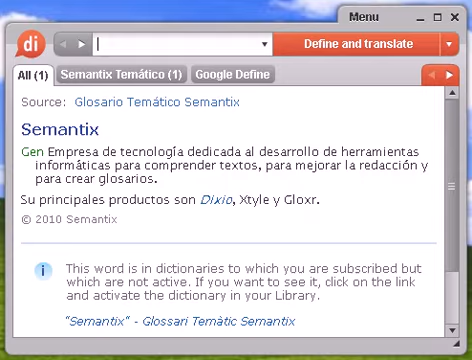 Menu
di
Define and translate
All (1)
Semantix Temático (1)
Google Define
Source: Glosario Temático Semantix
Semantix
Gen Empresa de tecnología dedicada al desarrollo de herramientas
informáticas para comprender textos, para mejorar la redacción y
para crear glosarios.
Su principales productos son Dixio, Xtyle y Gloxr.
© 2010 Semantix
i
This word is in dictionaries to which you are subscribed but
which are not active. If you want to see it, click on the link
and activate the dictionary in your Library.
"Semantix" - Glossari Temàtic Semantix